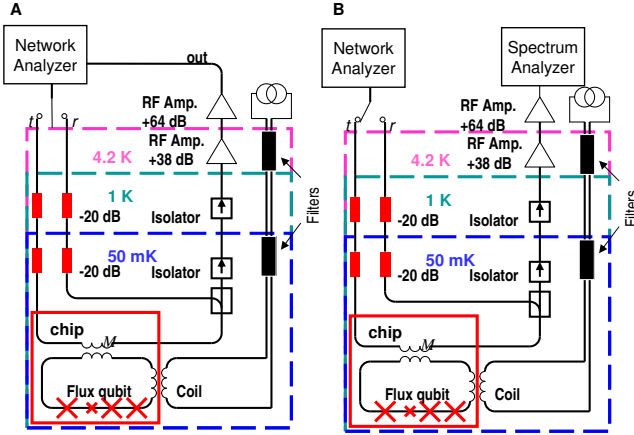 A
Network
Analyzer
out
RF Amp.
+64 dB
t
r
RF Amp.
+38 dB
4.2 K
1 K
-20 dB
Isolator
Filters
50 mK
-20 dB
Isolator
chip
M
Flux qubit
Coil
B
Network
Analyzer
Spectrum
Analyzer
RF Amp.
+64 dB
t
r
RF Amp.
+38 dB
4.2 K
1 K
-20 dB
Isolator
Filters
50 mK
-20 dB
Isolator
chip
M
Flux qubit
Coil